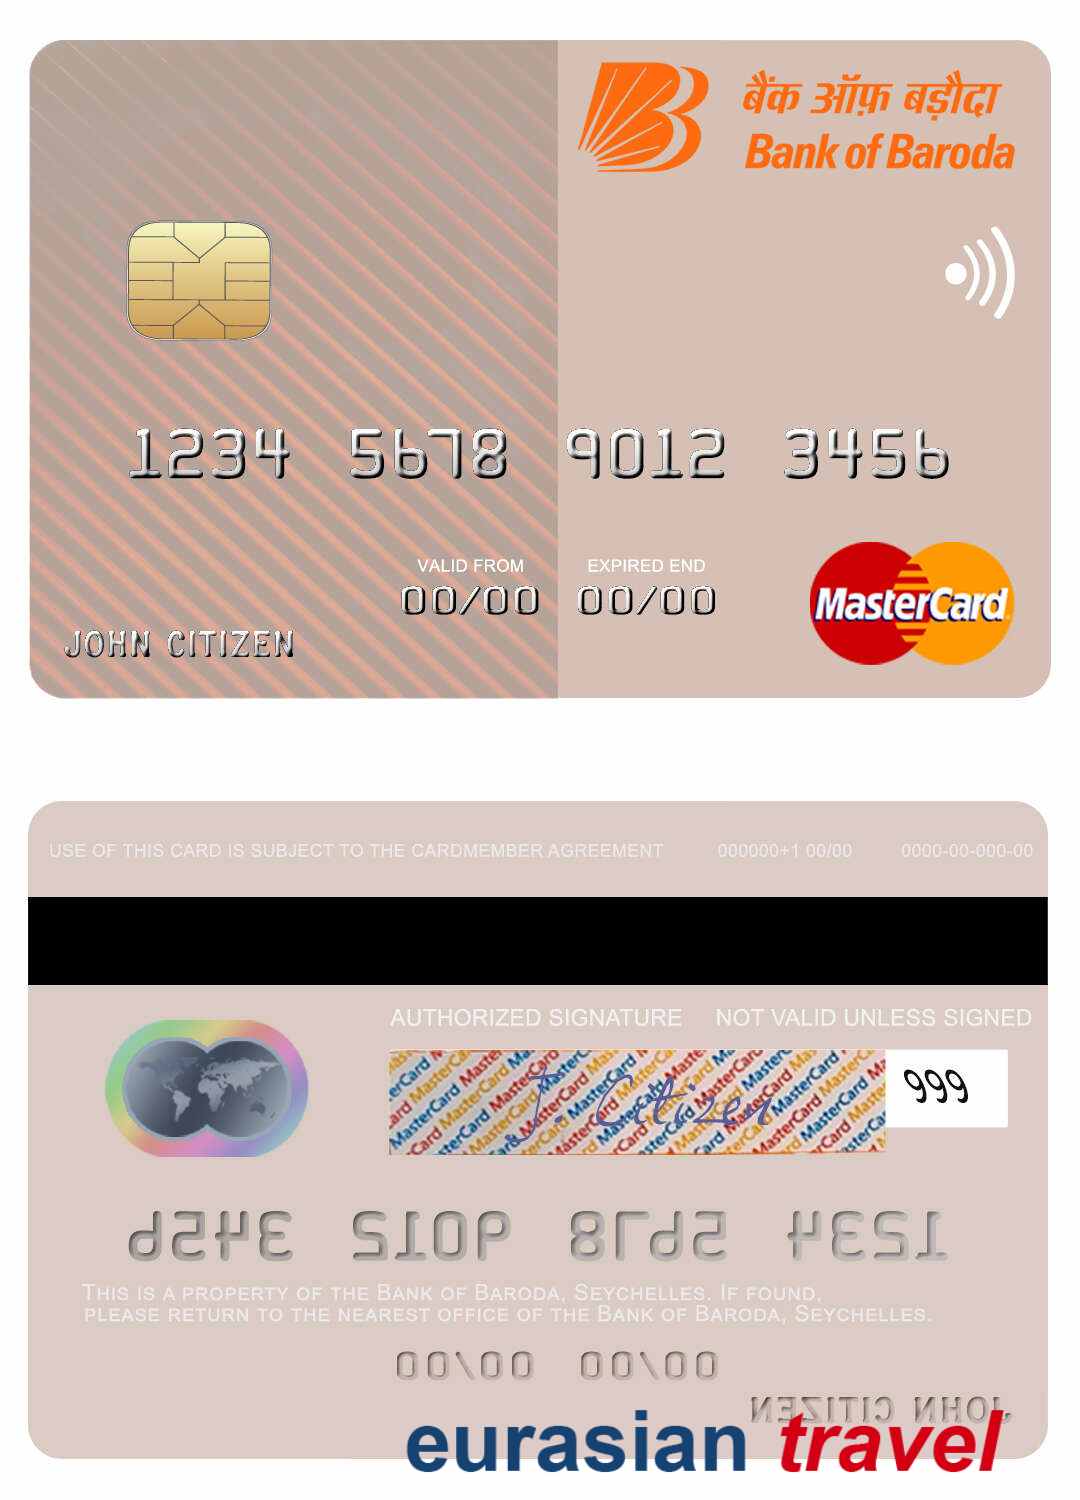 बैंक ऑफ़ बड़ौदा
Bank of Baroda
1234 5678 9012 3456
VALID FROM EXPIRED END
00/00 00/00
MasterCard
JOHN CITIZEN
USE OF THIS CARD IS SUBJECT TO THE CARDMEMBER AGREEMENT 000000+1 00/00 0000-00-000-00
AUTHORIZED SIGNATURE NOT VALID UNLESS SIGNED
J. Citizen 999
1234 5678 9012 3456
THIS IS A PROPERTY OF THE BANK OF BARODA, SEYCHELLES. IF FOUND,
PLEASE RETURN TO THE NEAREST OFFICE OF THE BANK OF BARODA, SEYCHELLES.
00/00 00/00
JOHN CITIZEN
eurasian travel